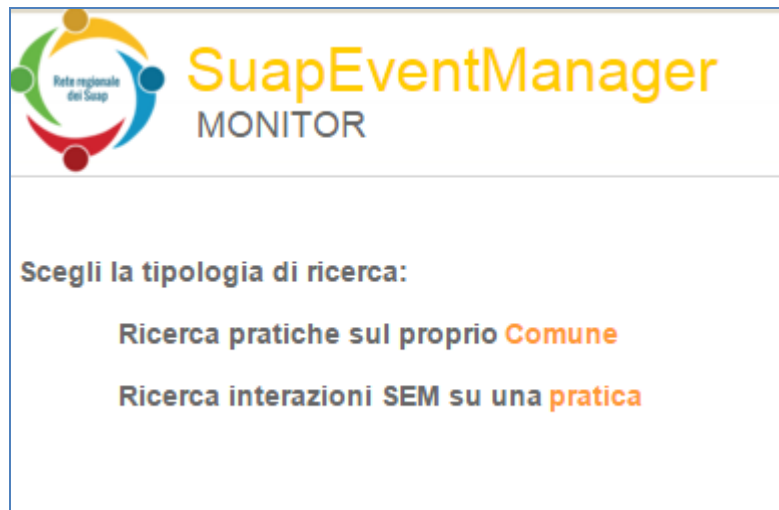 Rete regionale
dei Suap
SuapEventManager
MONITOR
Scegli la tipologia di ricerca:
Ricerca pratiche sul proprio Comune
Ricerca interazioni SEM su una pratica